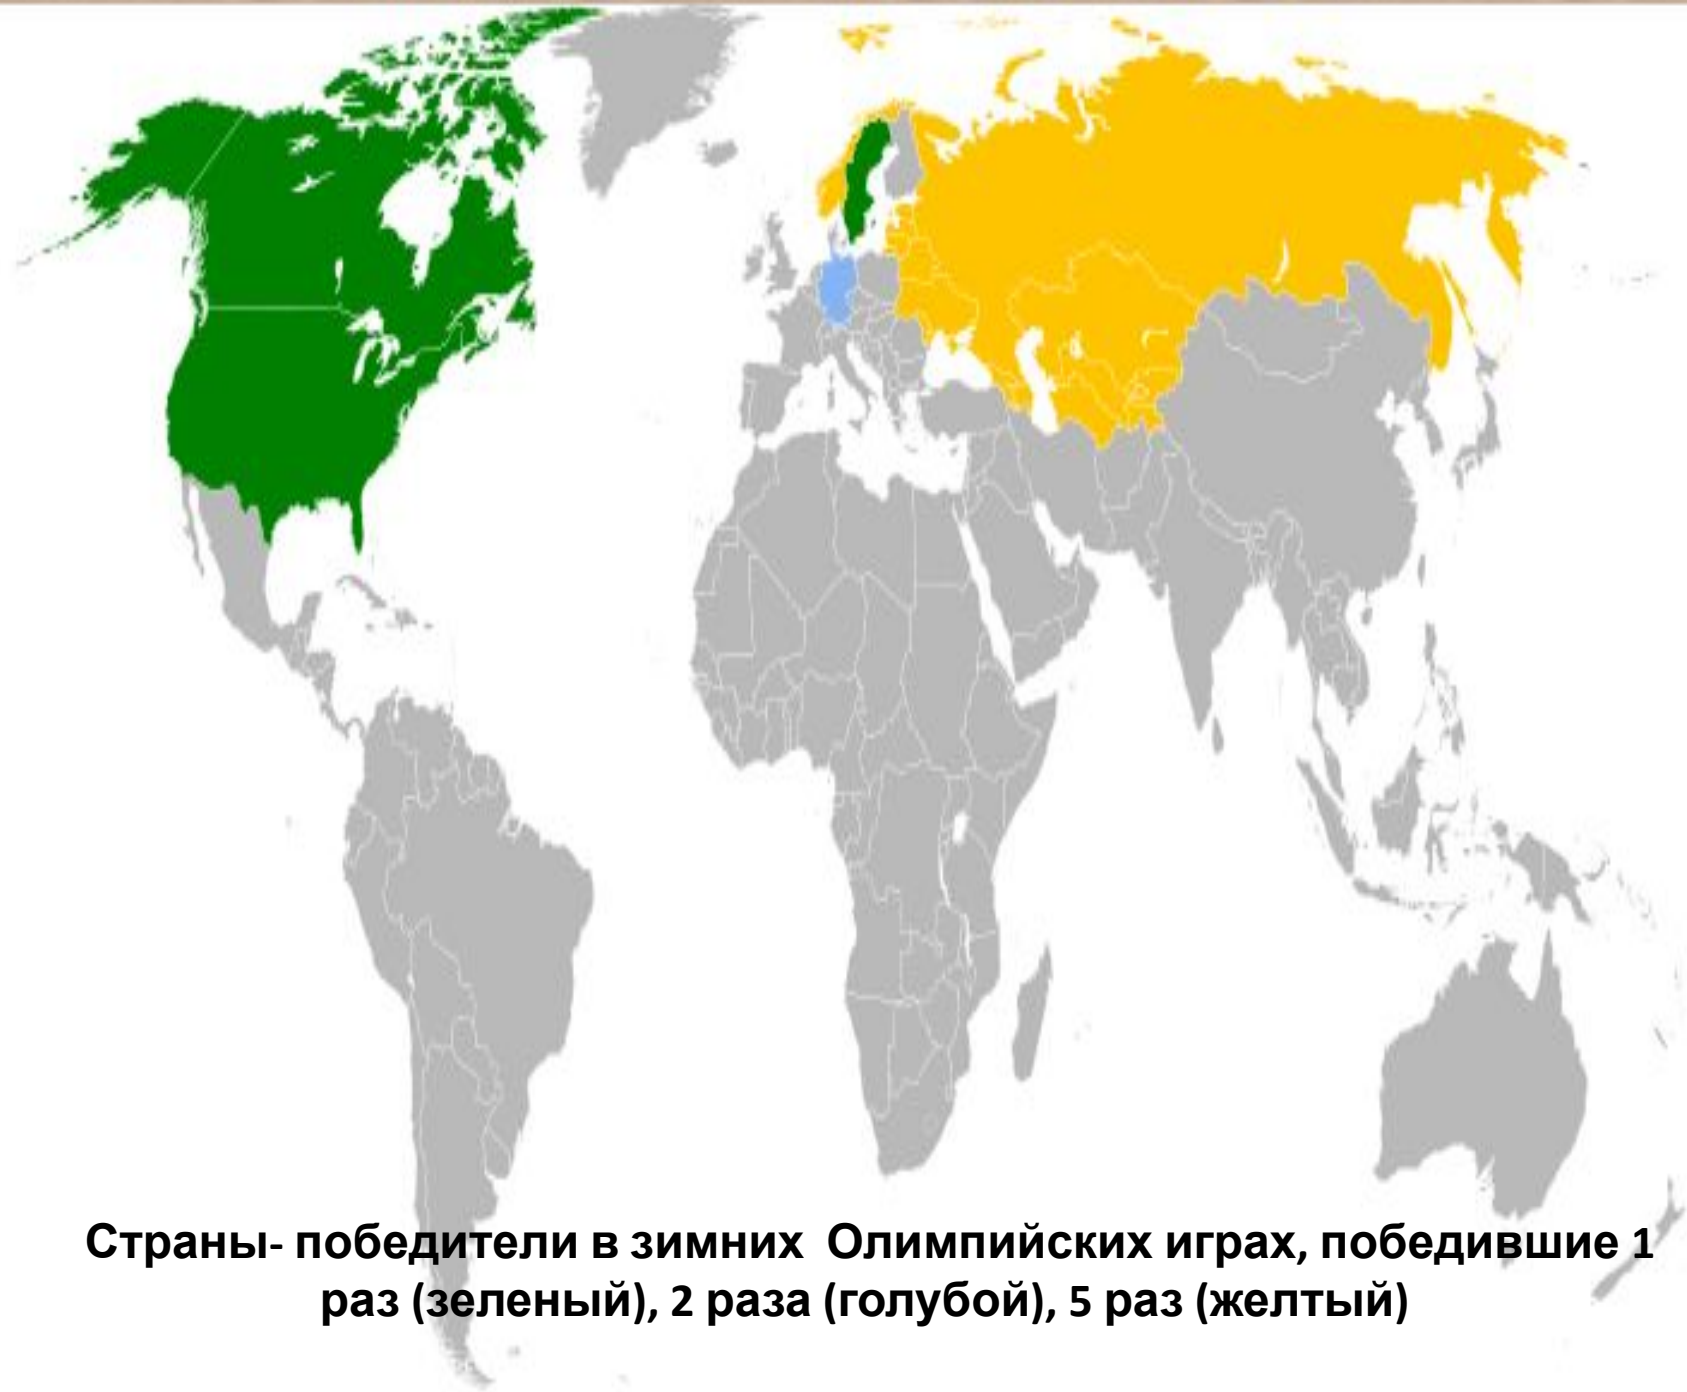 Страны- победители в зимних  Олимпийских играх, победившие 1
раз (зеленый), 2 раза (голубой), 5 раз (желтый)